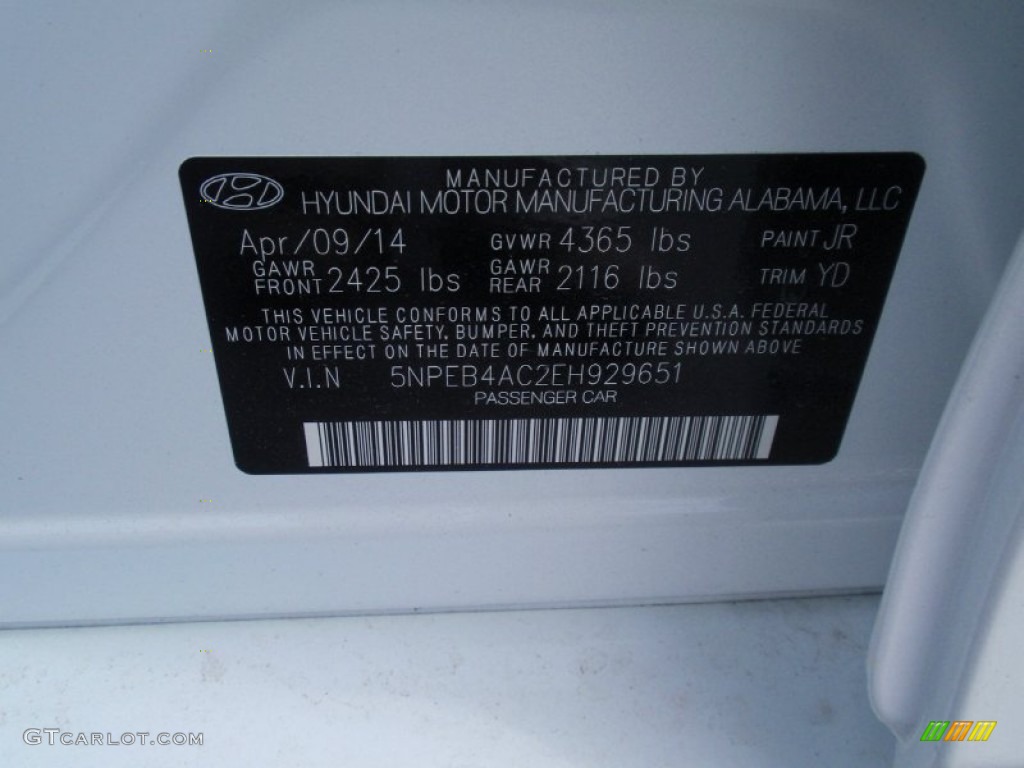 MANUFACTURED BY
HYUNDAI MOTOR MANUFACTURING ALABAMA, LLC
Apr/09/14 GVWR 4365 lbs PAINT JR
GAWR FRONT 2425 lbs GAWR REAR 2116 lbs TRIM YD
THIS VEHICLE CONFORMS TO ALL APPLICABLE U.S.A. FEDERAL
MOTOR VEHICLE SAFETY, BUMPER, AND THEFT PREVENTION STANDARDS
IN EFFECT ON THE DATE OF MANUFACTURE SHOWN ABOVE
V.I.N 5NPEB4AC2EH929651
PASSENGER CAR
GTCARLOT.COM